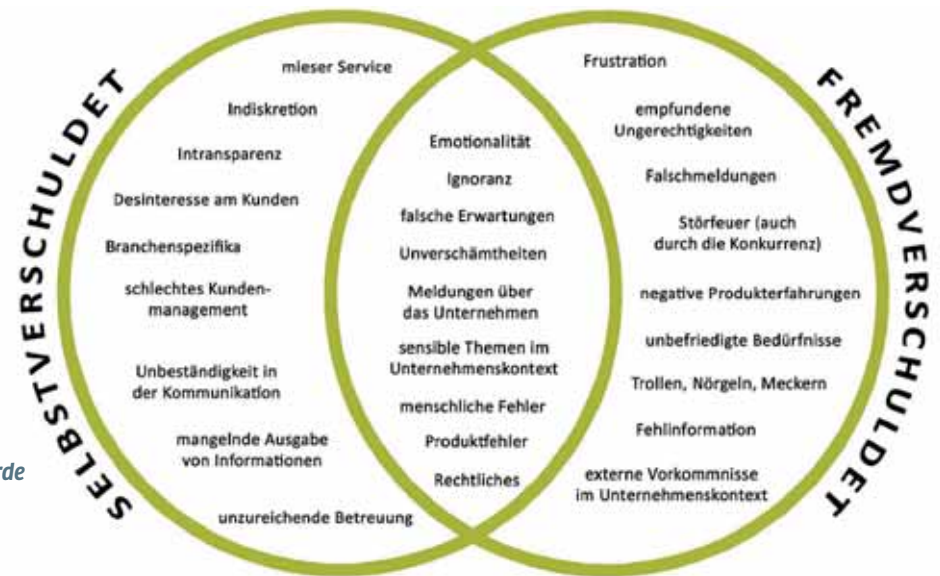 SELBSTVERSCHULDET
mieser Service
Indiskretion
Intransparenz
Desinteresse am Kunden
Branchenspezifika
schlechtes Kunden-
management
Unbeständigkeit in
der Kommunikation
mangelnde Ausgabe
von Informationen
unzureichende Betreuung
Emotionalität
Ignoranz
falsche Erwartungen
Unverschämtheiten
Meldungen über
das Unternehmen
sensible Themen im
Unternehmenskontext
menschliche Fehler
Produktfehler
Rechtliches
Frustration
empfundene
Ungerechtigkeiten
Falschmeldungen
Störfeuer (auch
durch die Konkurrenz)
negative Produkterfahrungen
unbefriedigte Bedürfnisse
Trollen, Nörgeln, Meckern
Fehlinformation
externe Vorkommnisse
im Unternehmenskontext
FREMDVERSCHULDET
rde